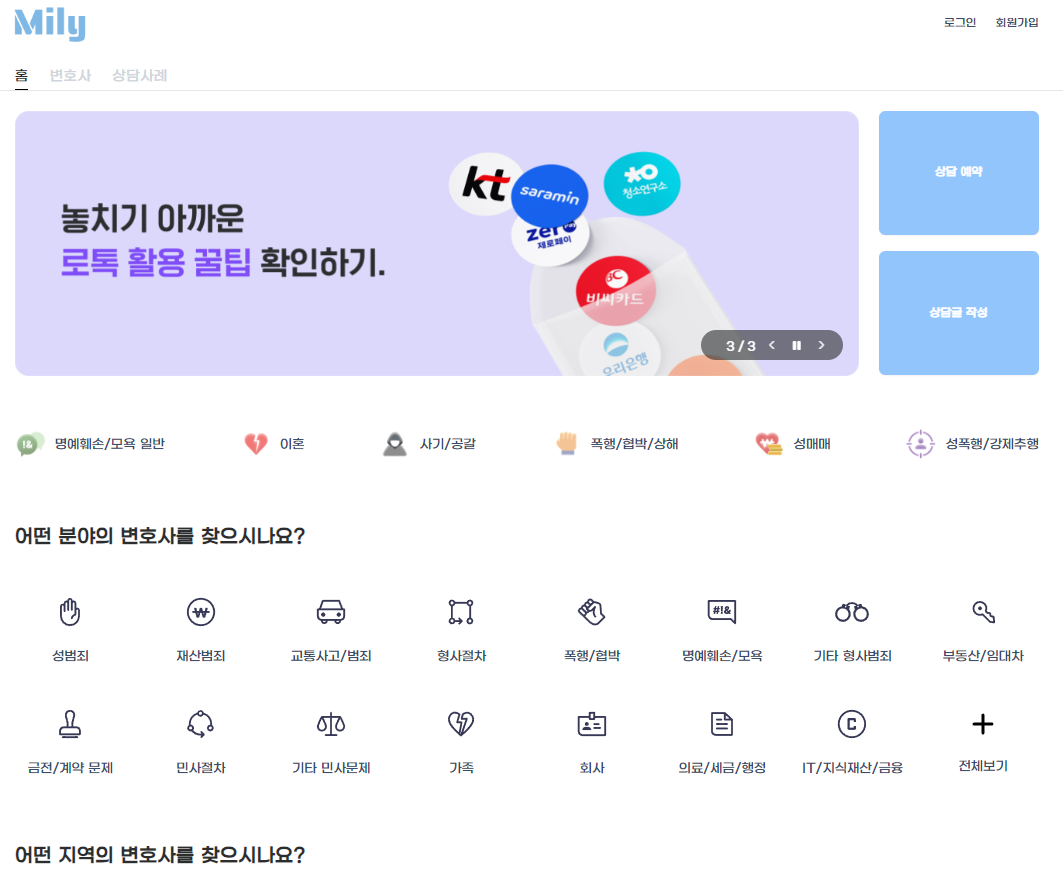 Mily
로그인 회원가입
홈 변호사 상담사례
놓치기 아까운
로톡 활용 꿀팁 확인하기.
kt
saramin
청소연구소
zero Pay
제로페이
비씨카드
우리은행
3 / 3
상담 예약
상담글 작성
명예훼손/모욕 일반 이혼 사기/공갈 폭행/협박/상해 성매매 성폭행/강제추행
어떤 분야의 변호사를 찾으시나요?
#!&
성범죄 재산범죄 교통사고/범죄 형사절차 폭행/협박 명예훼손/모욕 기타 형사범죄 부동산/임대차
금전/계약 문제 민사절차 기타 민사문제 가족 회사 의료/세금/행정 IT/지식재산/금융 전체보기
어떤 지역의 변호사를 찾으시나요?